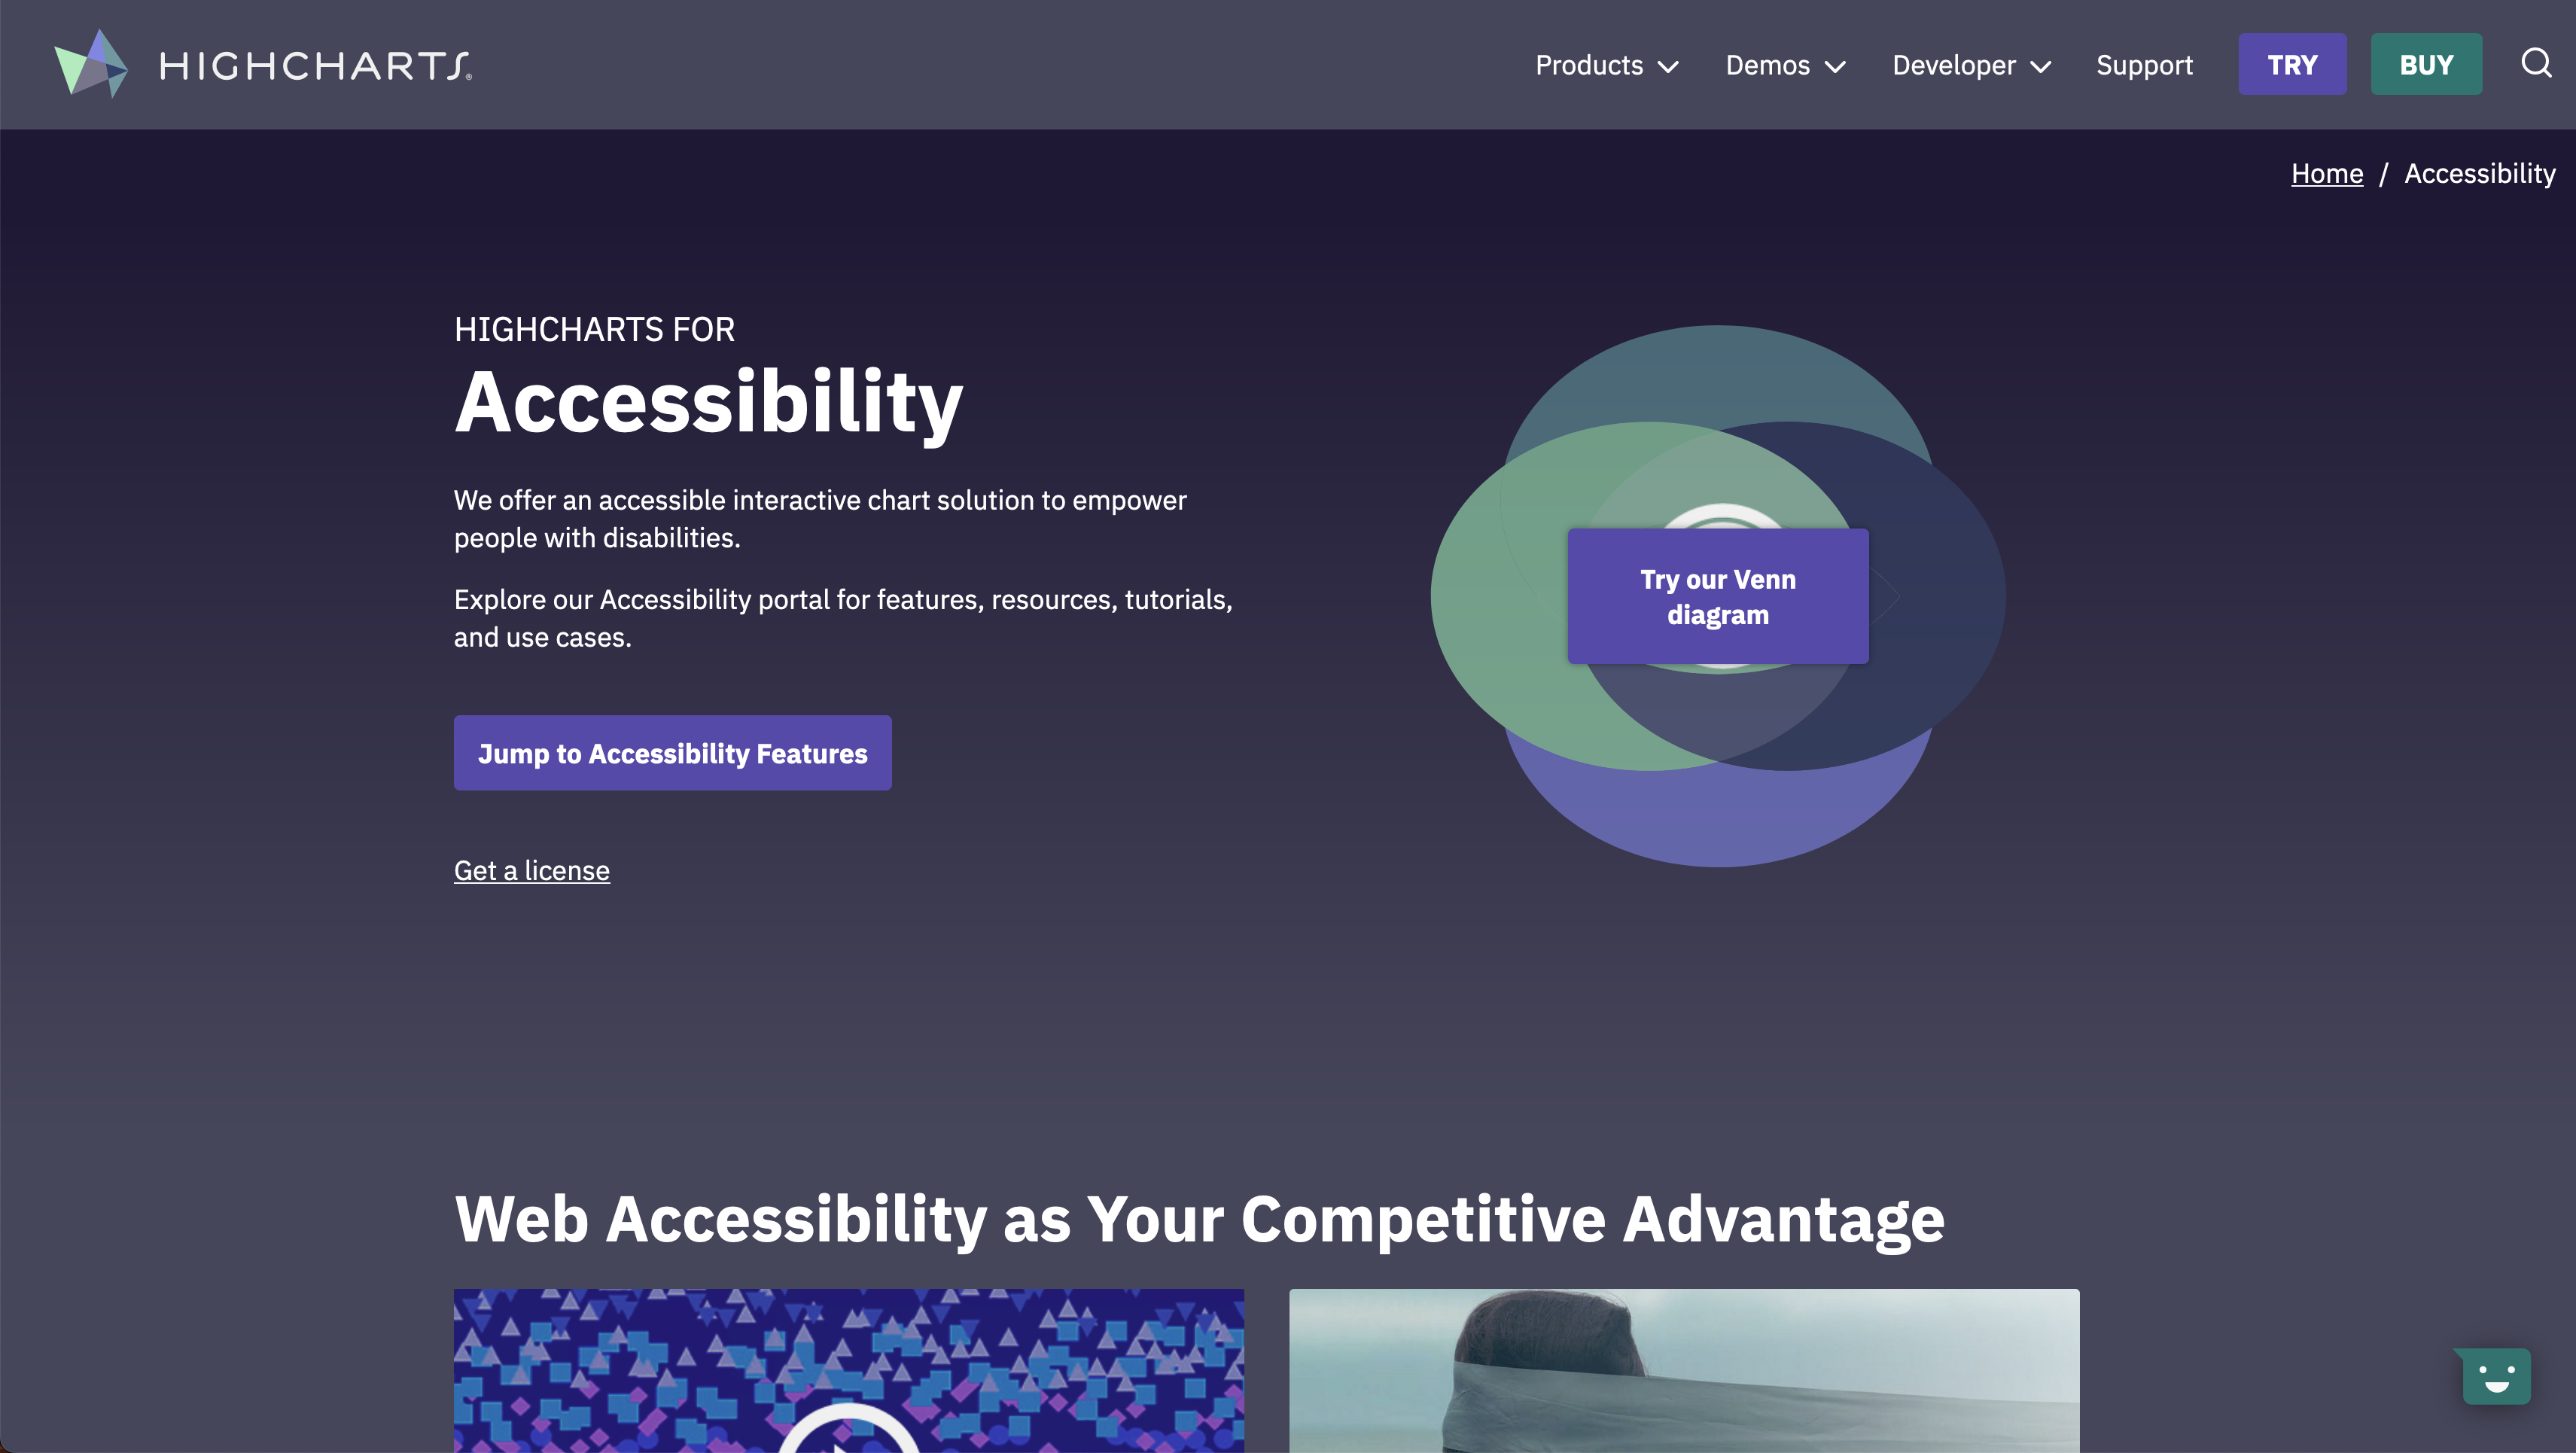 HIGHCHARTS®
Products
Demos
Developer
Support
TRY
BUY
Home / Accessibility
HIGHCHARTS FOR
Accessibility
We offer an accessible interactive chart solution to empower
people with disabilities.
Explore our Accessibility portal for features, resources, tutorials,
and use cases.
Jump to Accessibility Features
Get a license
Try our Venn
diagram
Web Accessibility as Your Competitive Advantage